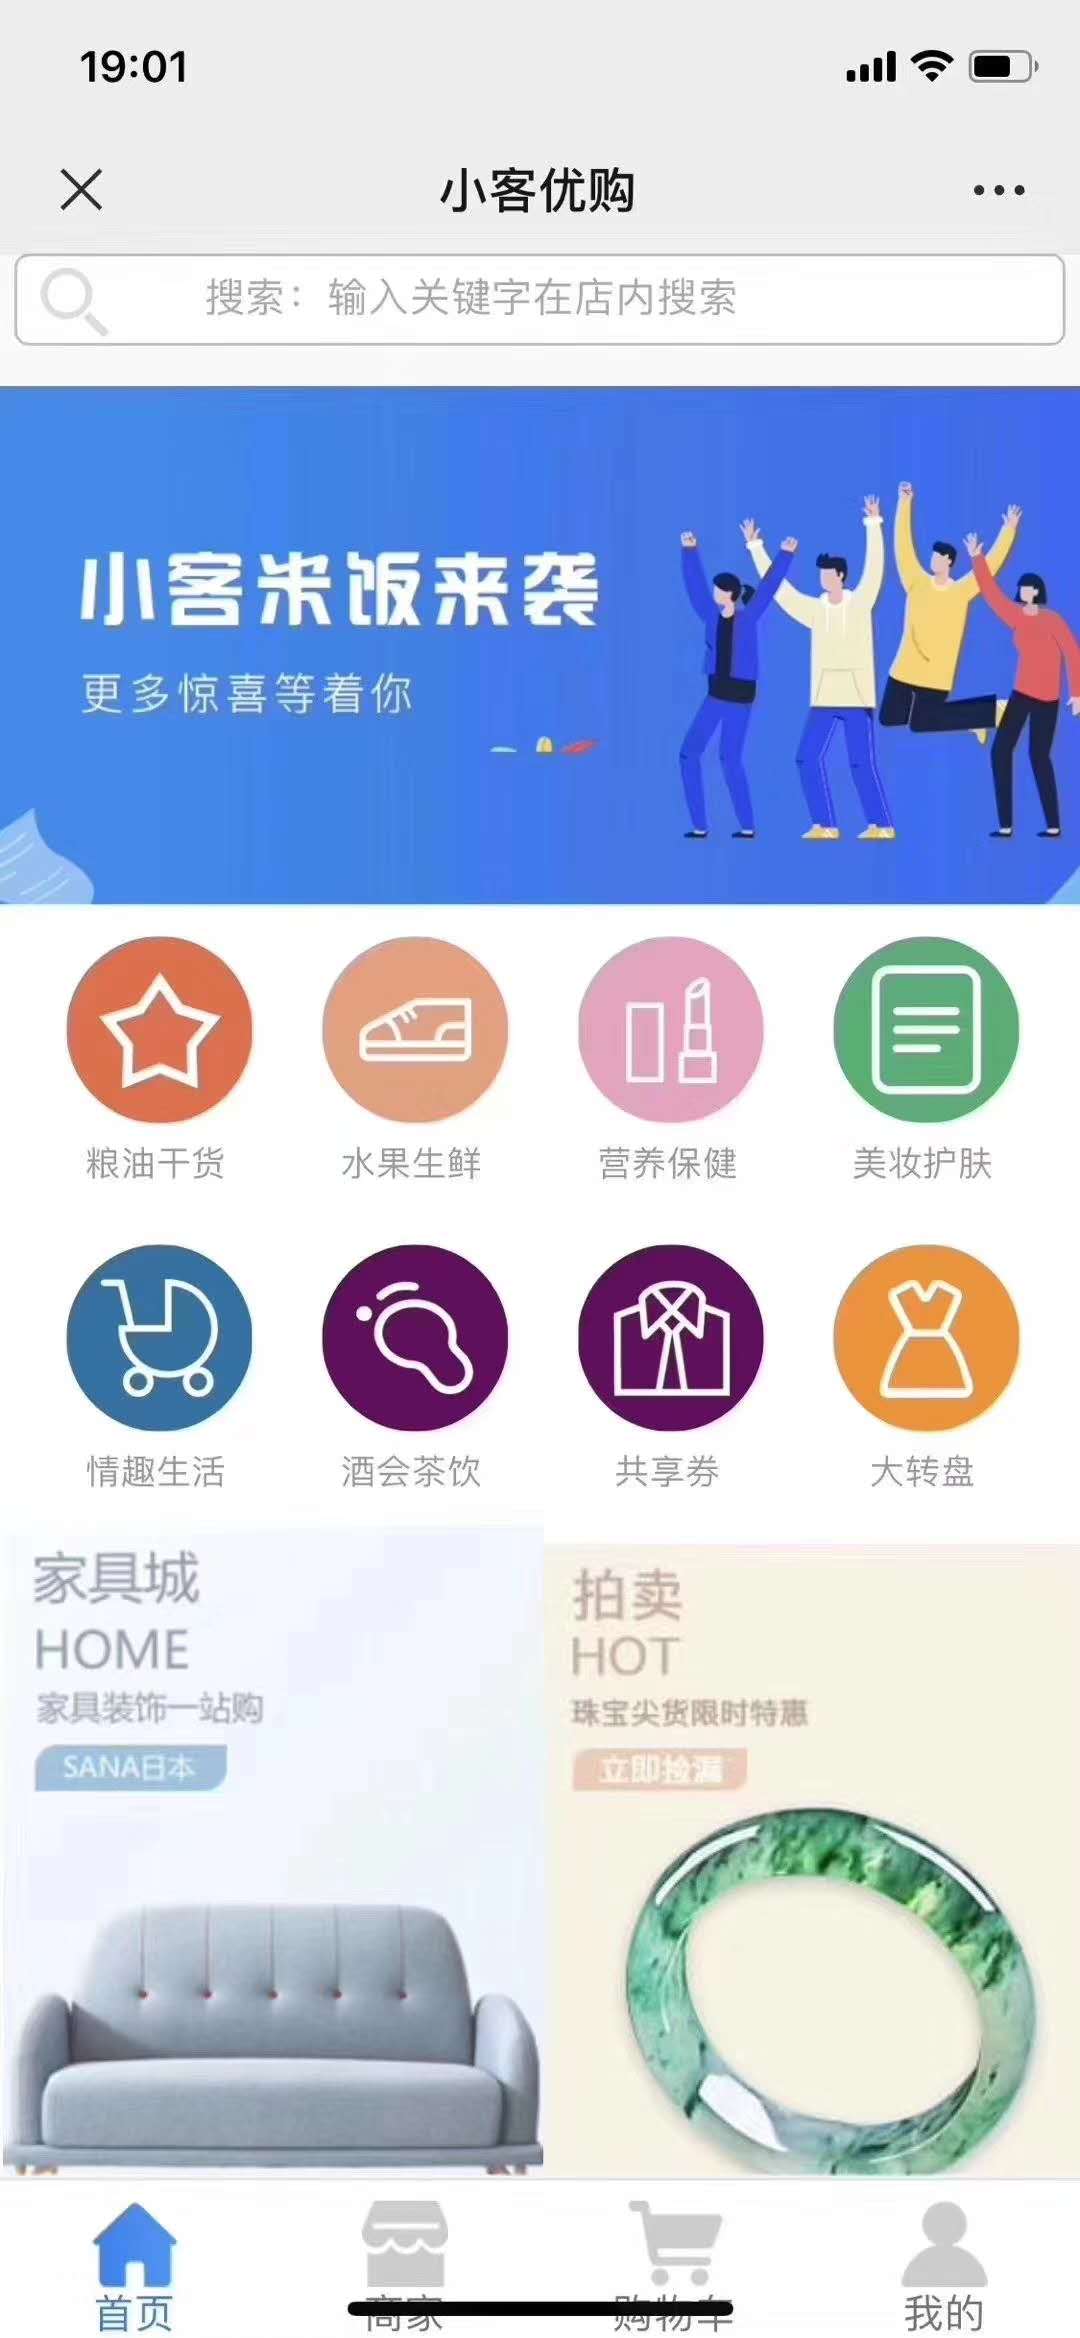 19:01
小客优购
搜索：输入关键字在店内搜索
小客米饭来袭
更多惊喜等着你
粮油干货
水果生鲜
营养保健
美妆护肤
情趣生活
酒会茶饮
共享券
大转盘
家具城
HOME
家具装饰一站购
SANA日本
拍卖
HOT
珠宝尖货限时特惠
立即捡漏
首页
商家
购物车
我的